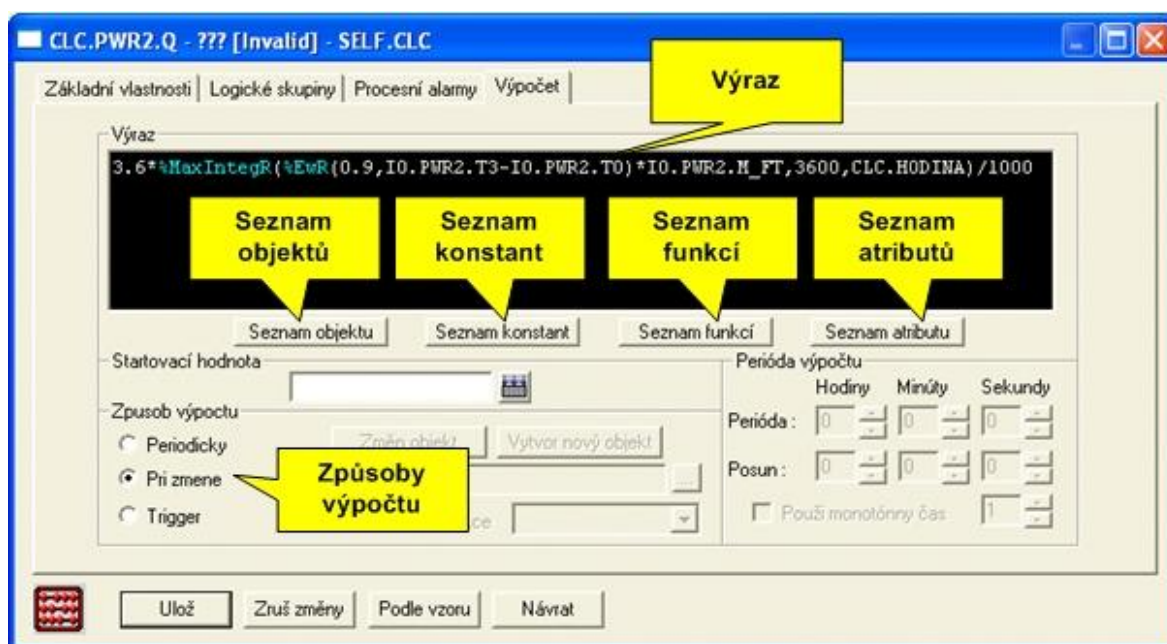 CLC.PWR2.Q - ??? [Invalid] - SELF.CLC
Základní vlastnosti Logické skupiny Procesní alarmy Výpočet
Výraz
Výraz
3.6*%MaxIntegR(%EwR(0.9,I0.PWR2.T3-I0.PWR2.T0)*I0.PWR2.M_FT,3600,CLC.HODINA)/1000
Seznam objektů
Seznam konstant
Seznam funkcí
Seznam atributů
Seznam objektu Seznam konstant Seznam funkcí Seznam atributu
Startovací hodnota
Zpusob výpoctu
Periodicky
Změn objekt Vytvor nový objekt
Pri zmene
Způsoby výpočtu
...
Trigger
ce
Perióda výpočtu
Hodiny Minúty Sekundy
Perióda : 0 0 0
Posun : 0 0 0
Použi monotónny čas 1
Ulož Zruš změny Podle vzoru Návrat